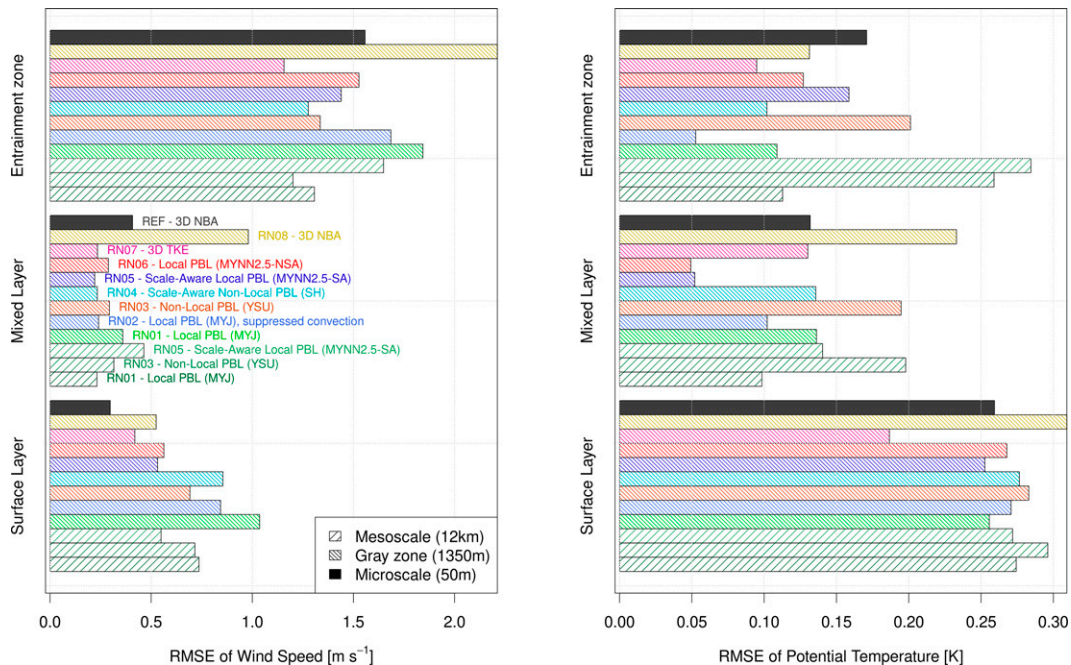 Entrainment zone
Mixed Layer
Surface Layer
REF - 3D NBA
RN08 - 3D NBA
RN07 - 3D TKE
RN06 - Local PBL (MYNN2.5-NSA)
RN05 - Scale-Aware Local PBL (MYNN2.5-SA)
RN04 - Scale-Aware Non-Local PBL (SH)
RN03 - Non-Local PBL (YSU)
RN02 - Local PBL (MYJ), suppressed convection
RN01 - Local PBL (MYJ)
RN05 - Scale-Aware Local PBL (MYNN2.5-SA)
RN03 - Non-Local PBL (YSU)
RN01 - Local PBL (MYJ)
Mesoscale (12km)
Gray zone (1350m)
Microscale (50m)
0.0 0.5 1.0 1.5 2.0
RMSE of Wind Speed [m s⁻¹]
Entrainment zone
Mixed Layer
Surface Layer
0.00 0.05 0.10 0.15 0.20 0.25 0.30
RMSE of Potential Temperature [K]